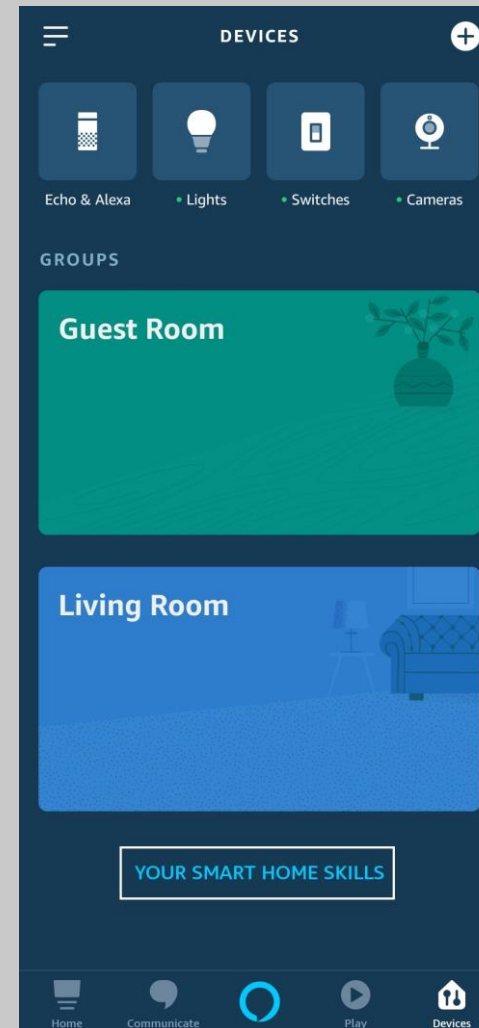 DEVICES
Echo & Alexa
Lights
Switches
Cameras
GROUPS
Guest Room
Living Room
YOUR SMART HOME SKILLS
Home
Communicate
Play
Devices